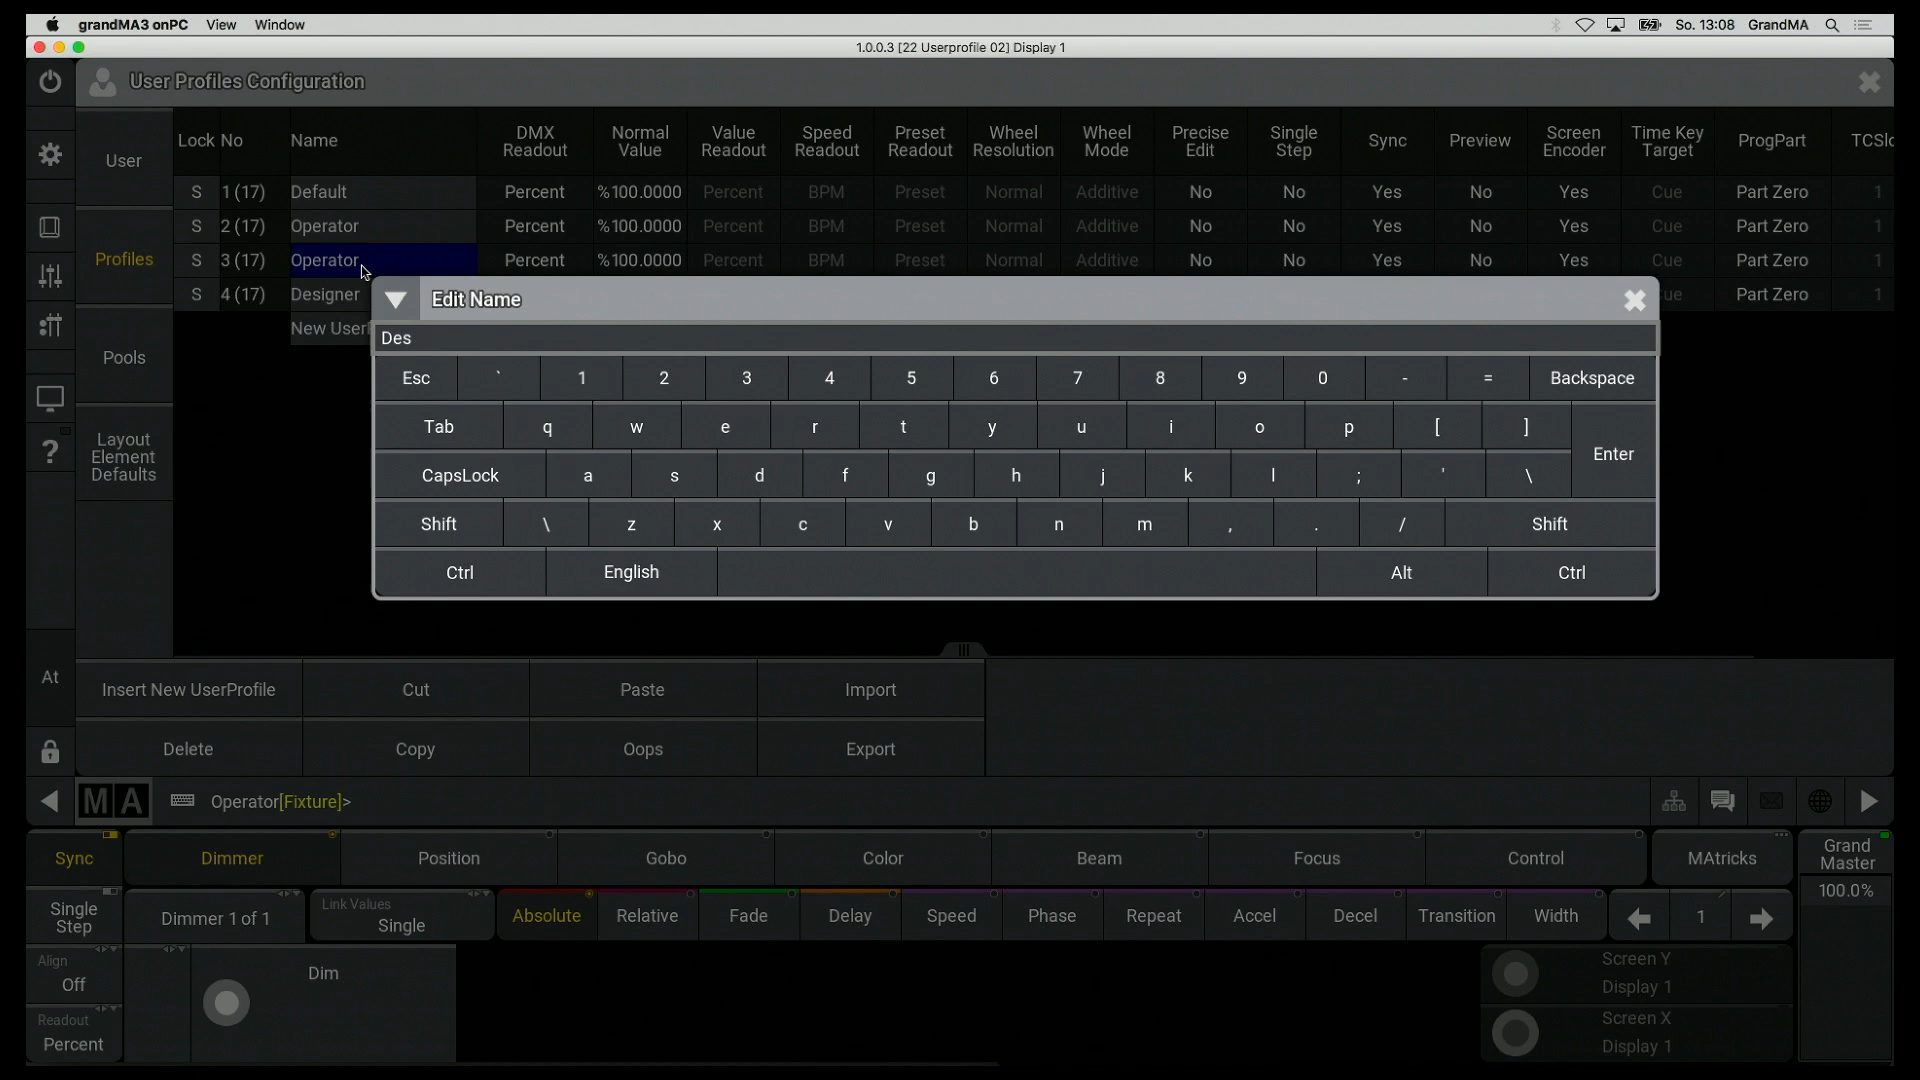 grandMA3 onPC View Window So. 13:08 GrandMA
1.0.0.3 [22 Userprofile 02] Display 1
User Profiles Configuration
User
Profiles
Pools
Layout
Element
Defaults
Lock No Name DMX Readout Normal Value Value Readout Speed Readout Preset Readout Wheel Resolution Wheel Mode Precise Edit Single Step Sync Preview Screen Encoder Time Key Target ProgPart TCSlo
S 1 (17) Default Percent %100.0000 Percent BPM Preset Normal Additive No No Yes No Yes Cue Part Zero 1
S 2 (17) Operator Percent %100.0000 Percent BPM Preset Normal Additive No No Yes No Yes Cue Part Zero 1
S 3 (17) Operator Percent %100.0000 Percent BPM Preset Normal Additive No No Yes No Yes Cue Part Zero 1
S 4 (17) Designer ue Part Zero 1
New User
Edit Name
Des
Esc ` 1 2 3 4 5 6 7 8 9 0 - = Backspace
Tab q w e r t y u i o p [ ]
Enter
CapsLock a s d f g h j k l ; ' \
Shift \ z x c v b n m , . / Shift
Ctrl English Alt Ctrl
At
Insert New UserProfile Cut Paste Import
Delete Copy Oops Export
MA Operator[Fixture]>
Sync Dimmer Position Gobo Color Beam Focus Control MAtricks
Grand
Master
100.0%
Single
Step
Dimmer 1 of 1
Link Values
Single
Absolute Relative Fade Delay Speed Phase Repeat Accel Decel Transition Width 1
Align
Off
Dim
Screen Y
Display 1
Readout
Percent
Screen X
Display 1